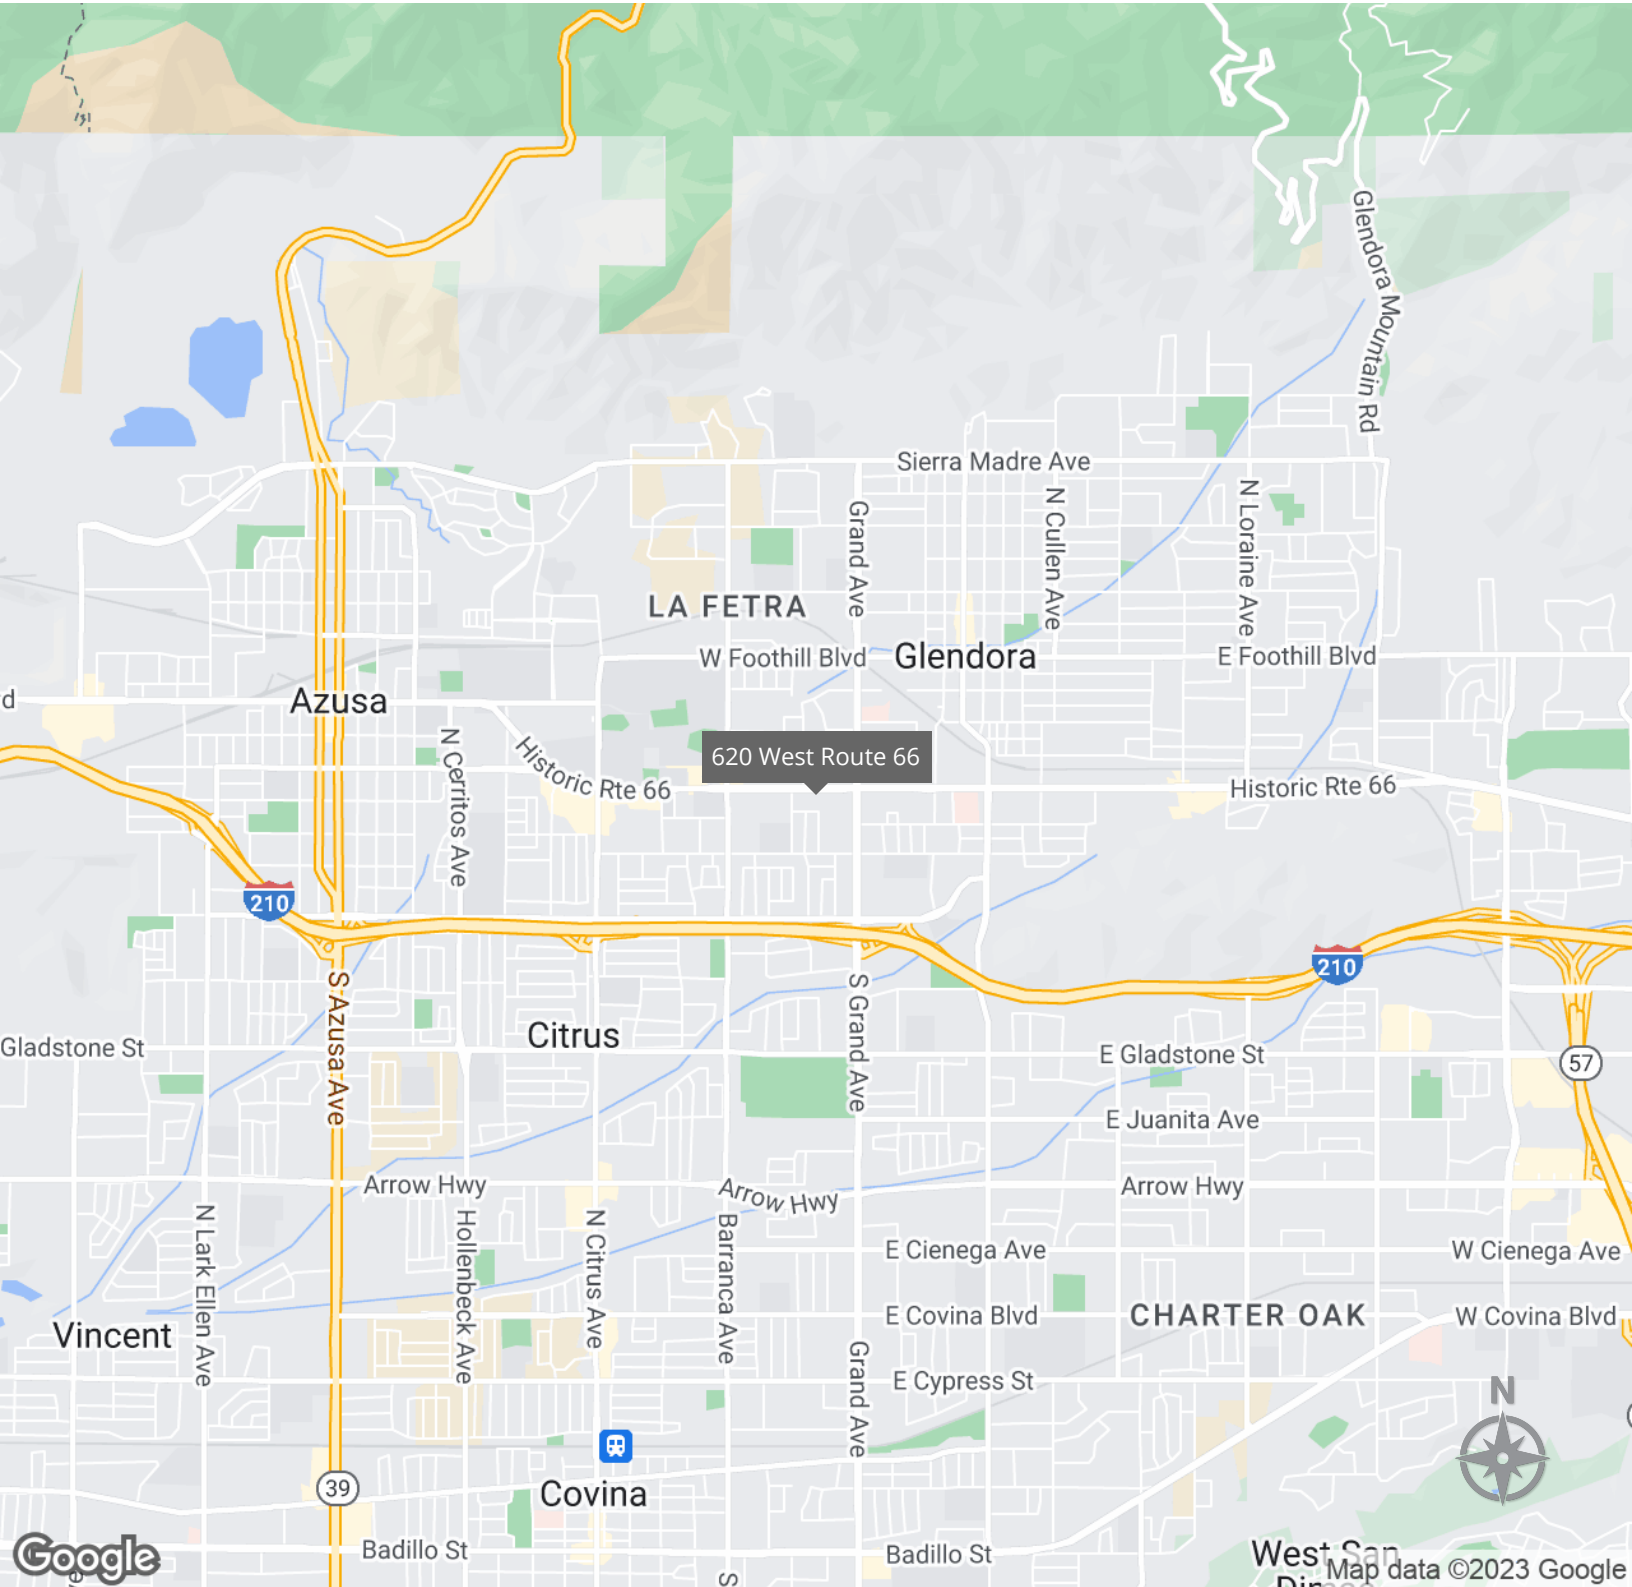 Glendora Mountain Rd
Sierra Madre Ave
N Loraine Ave
N Cullen Ave
Grand Ave
LA FETRA
W Foothill Blvd
Glendora
E Foothill Blvd
d
Azusa
N Cerritos Ave
Historic Rte 66
620 West Route 66
Historic Rte 66
210
210
S Azusa Ave
S Grand Ave
Citrus
Gladstone St
E Gladstone St
57
E Juanita Ave
Arrow Hwy
Arrow Hwy
Arrow Hwy
N Lark Ellen Ave
Hollenbeck Ave
N Citrus Ave
Barranca Ave
E Cienega Ave
W Cienega Ave
Vincent
E Covina Blvd
CHARTER OAK
W Covina Blvd
Grand Ave
E Cypress St
N
39
Covina
Badillo St
Badillo St
West San
Google
S
Map data ©2023 Google